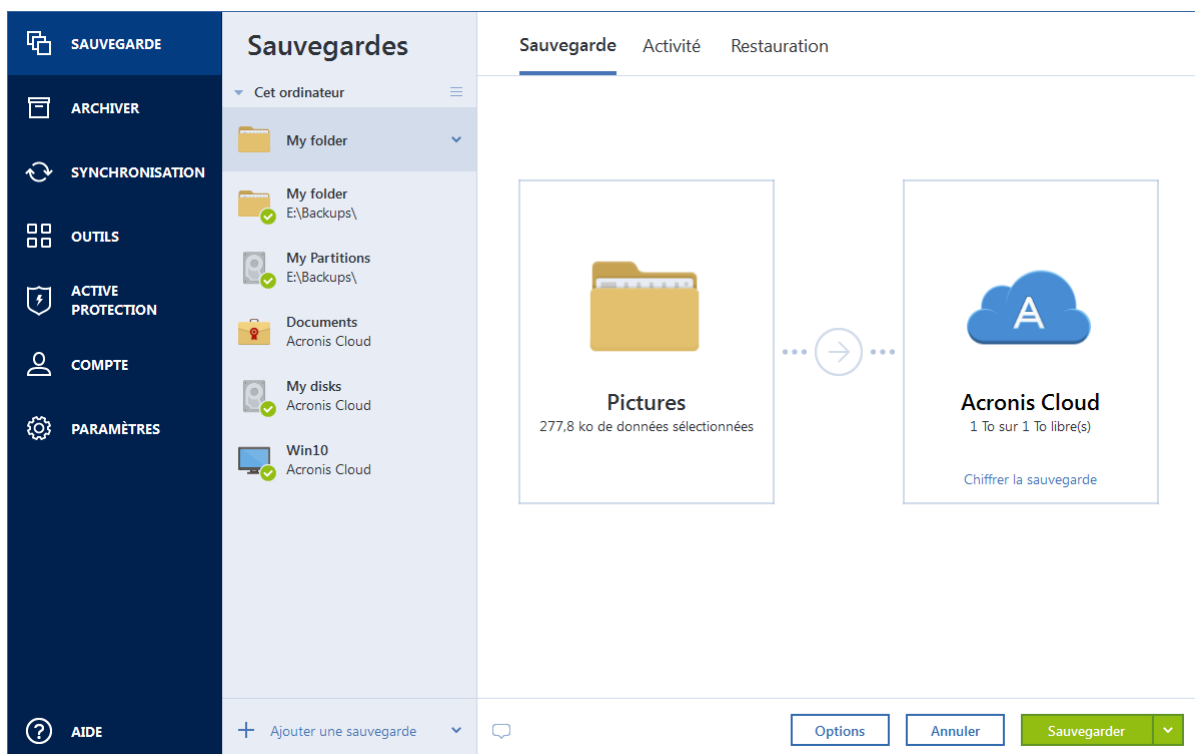 SAUVEGARDE
ARCHIVER
SYNCHRONISATION
OUTILS
ACTIVE
PROTECTION
COMPTE
PARAMÈTRES
AIDE
Sauvegardes
Cet ordinateur
My folder
My folder
E:\Backups\
My Partitions
E:\Backups\
Documents
Acronis Cloud
My disks
Acronis Cloud
Win10
Acronis Cloud
Ajouter une sauvegarde
Sauvegarde Activité Restauration
Pictures
277,8 ko de données sélectionnées
Acronis Cloud
1 To sur 1 To libre(s)
Chiffrer la sauvegarde
Options Annuler Sauvegarder